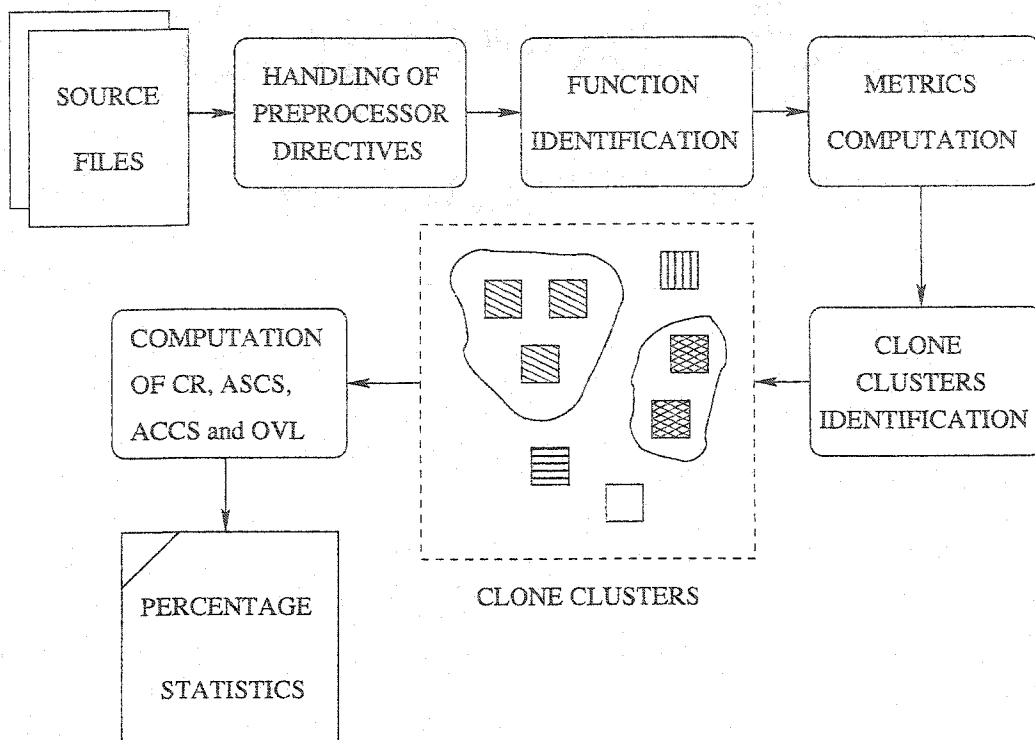 SOURCE
FILES
HANDLING OF
PREPROCESSOR
DIRECTIVES
FUNCTION
IDENTIFICATION
METRICS
COMPUTATION
CLONE
CLUSTERS
IDENTIFICATION
CLONE CLUSTERS
COMPUTATION
OF CR, ASCS,
ACCS and OVL
PERCENTAGE
STATISTICS